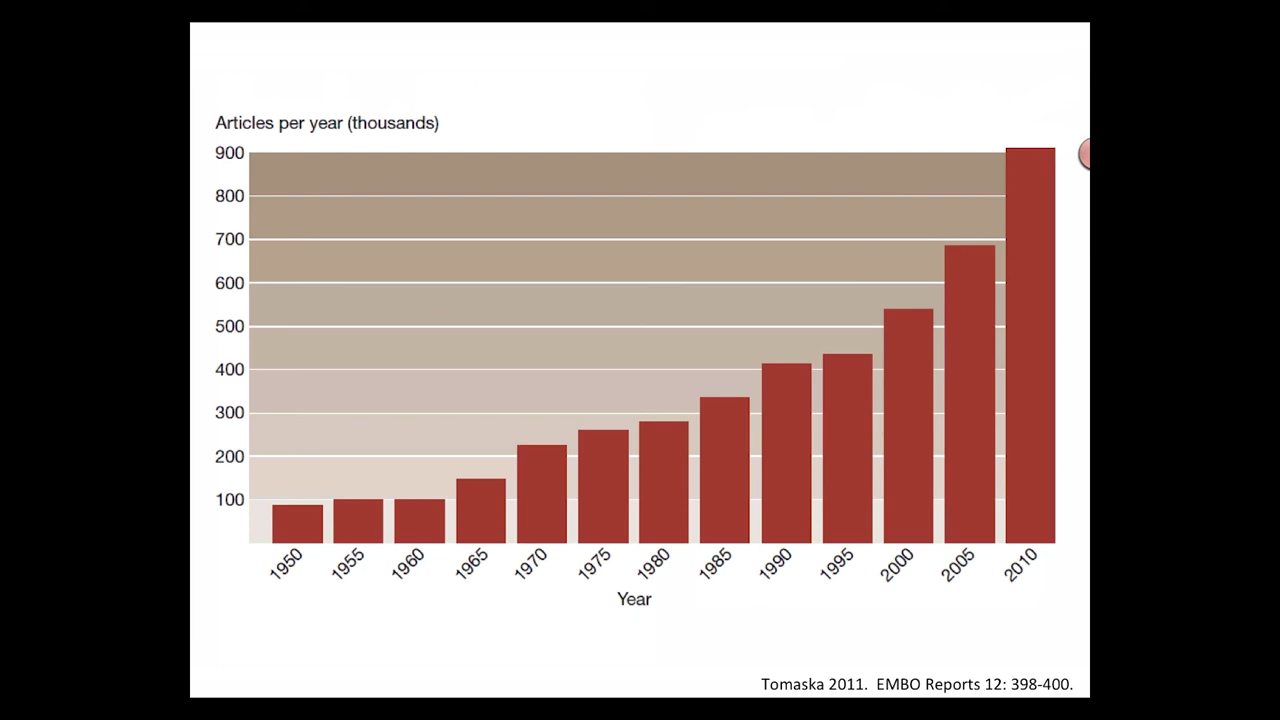 Articles per year (thousands)
900
800
700
600
500
400
300
200
100
1950 1955 1960 1965 1970 1975 1980 1985 1990 1995 2000 2005 2010
Year
Tomaska 2011. EMBO Reports 12: 398-400.